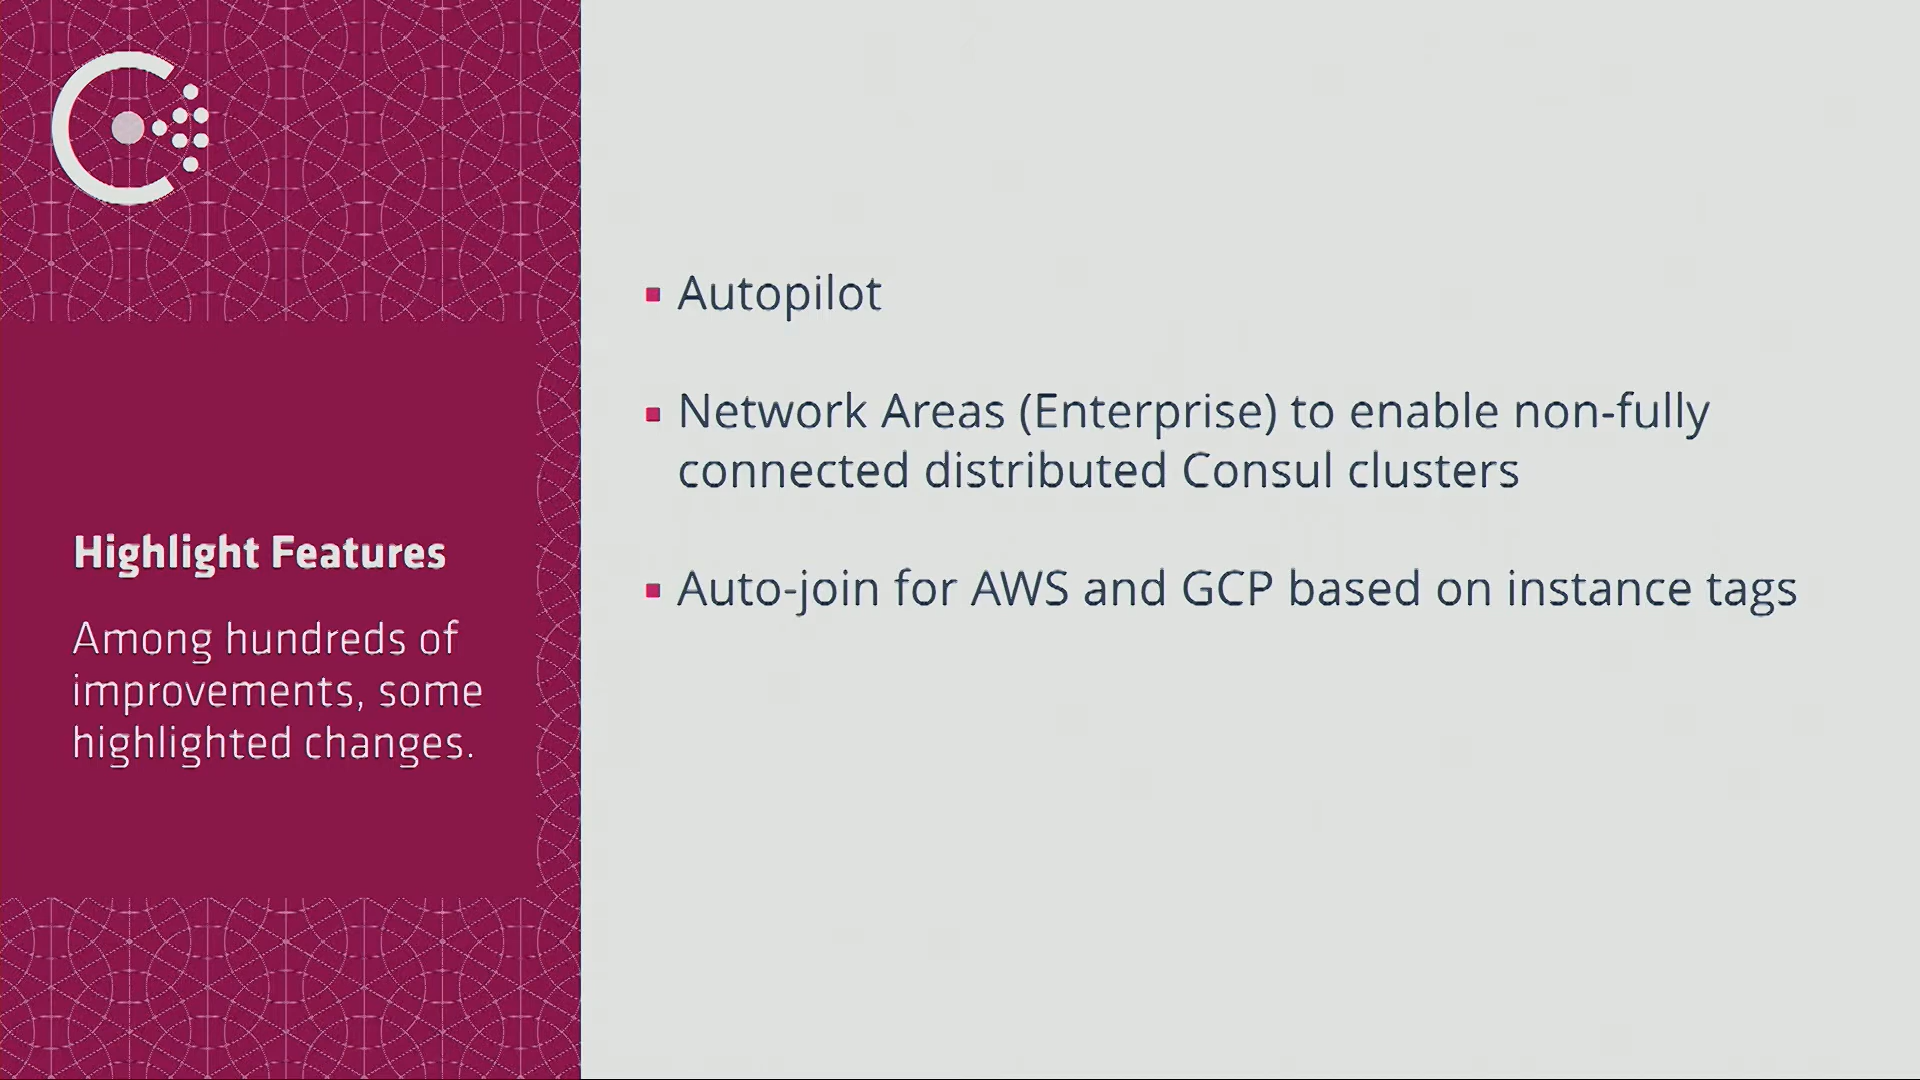 Highlight Features
Among hundreds of
improvements, some
highlighted changes.
Autopilot
Network Areas (Enterprise) to enable non-fully
connected distributed Consul clusters
Auto-join for AWS and GCP based on instance tags